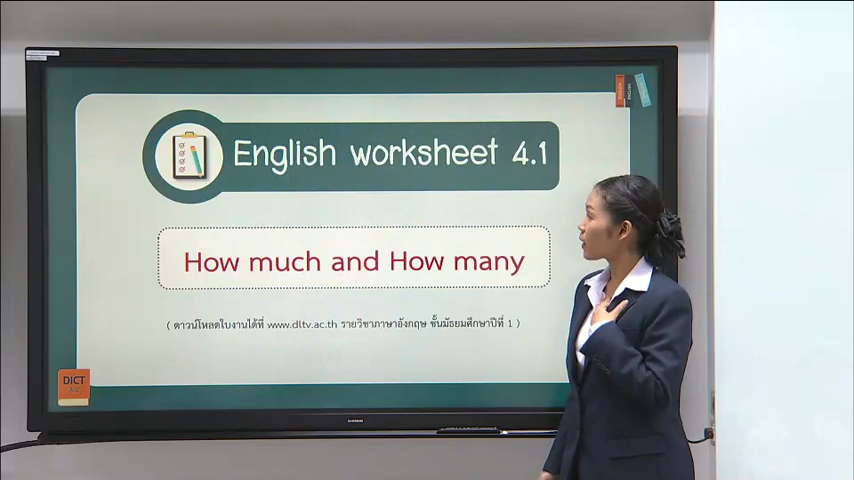 English worksheet 4.1
How much and How many
( ดาวน์โหลดใบงานได้ที่ www.dltv.ac.th รายวิชาภาษาอังกฤษ ชั้นมัธยมศึกษาปีที่ 1 )
DICT
SAMSUNG